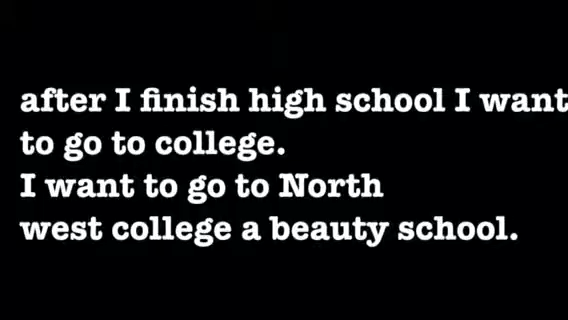 after I finish high school I want
to go to college.
I want to go to North
west college a beauty school.